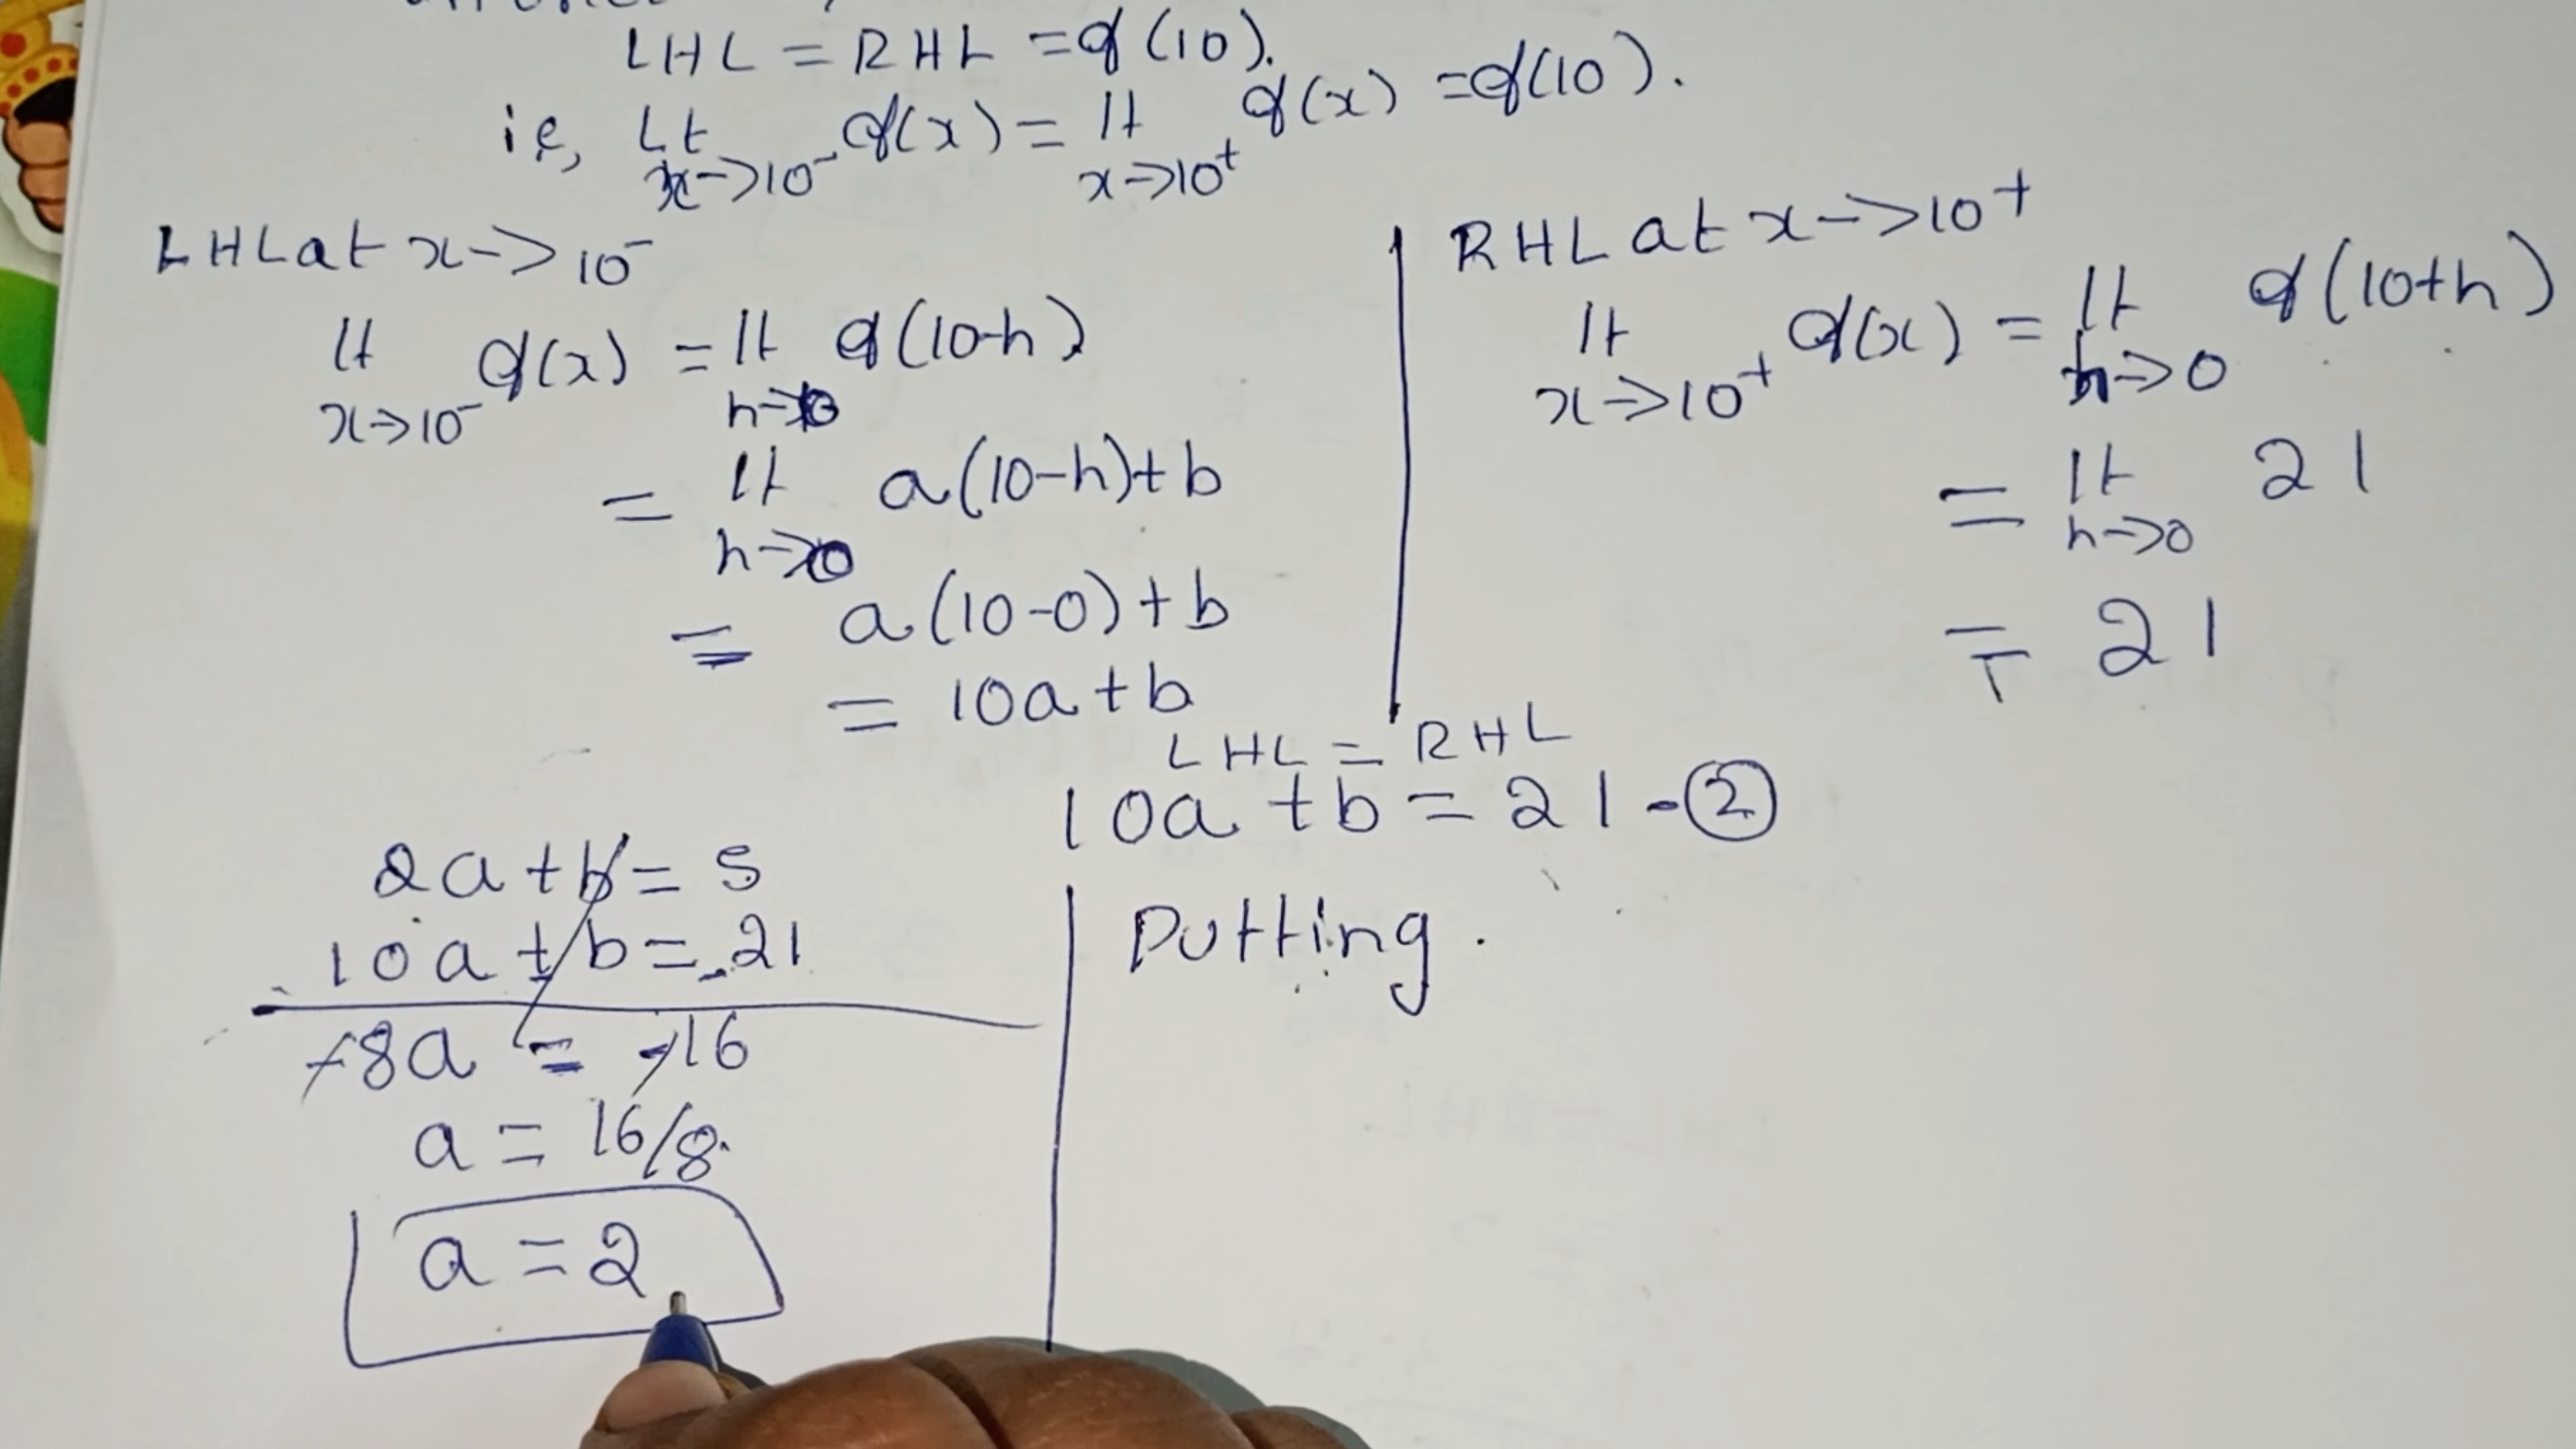 LHL = RHL = f(10).
ie, Lt f(x) = lt f(x) = f(10).
x->10⁻ x->10⁺
LHL at x->10⁻
lt f(x) = lt f(10-h)
x->10⁻ h->0
= lt a(10-h)+b
h->0
= a(10-0)+b
= 10a+b
RHL at x->10⁺
lt f(x) = lt f(10+h)
x->10⁺ h->0
= lt 21
h->0
= 21
LHL = RHL
10a+b = 21 - ②
2a+b = 5
10a+b = 21
-8a = -16
a = 16/8
a = 2
Putting